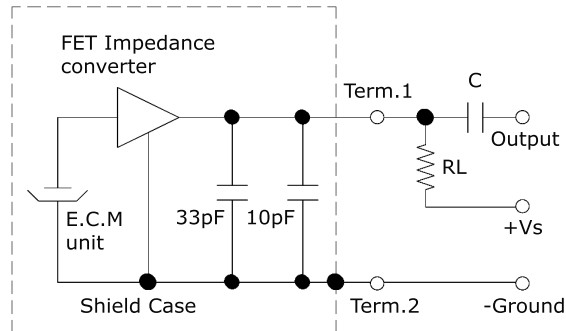 FET Impedance
converter
Term.1
C
Output
RL
E.C.M
unit
33pF
10pF
+Vs
Shield Case
Term.2
-Ground